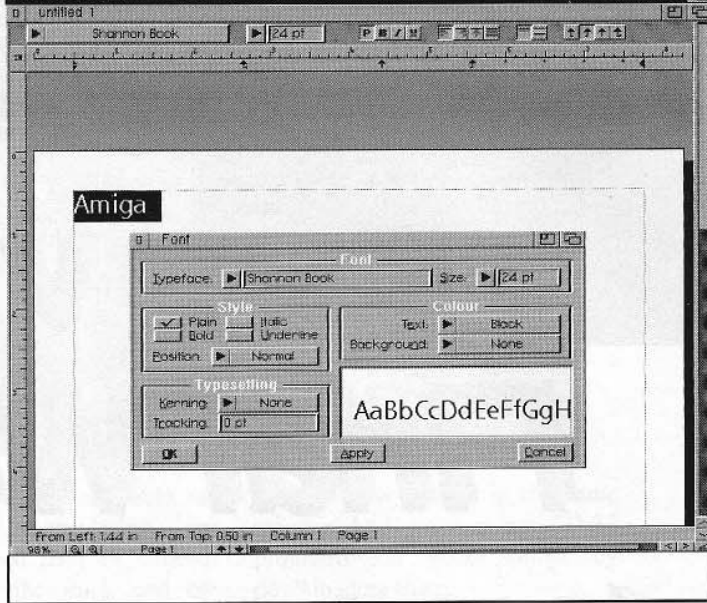 untitled 1
Shannon Book 24 pt P B I U
Amiga
Font
Font
Typeface: Shannon Book Size: 24 pt
Style
Plain Italic
Bold Underline
Position: Normal
Colour
Text: Black
Background: None
Typesetting
Kerning: None
Tracking: 0 pt
AaBbCcDdEeFfGgH
OK Apply Cancel
From Left: 1.44 in From Top: 0.50 in Column 1 Page 1
96% Page 1